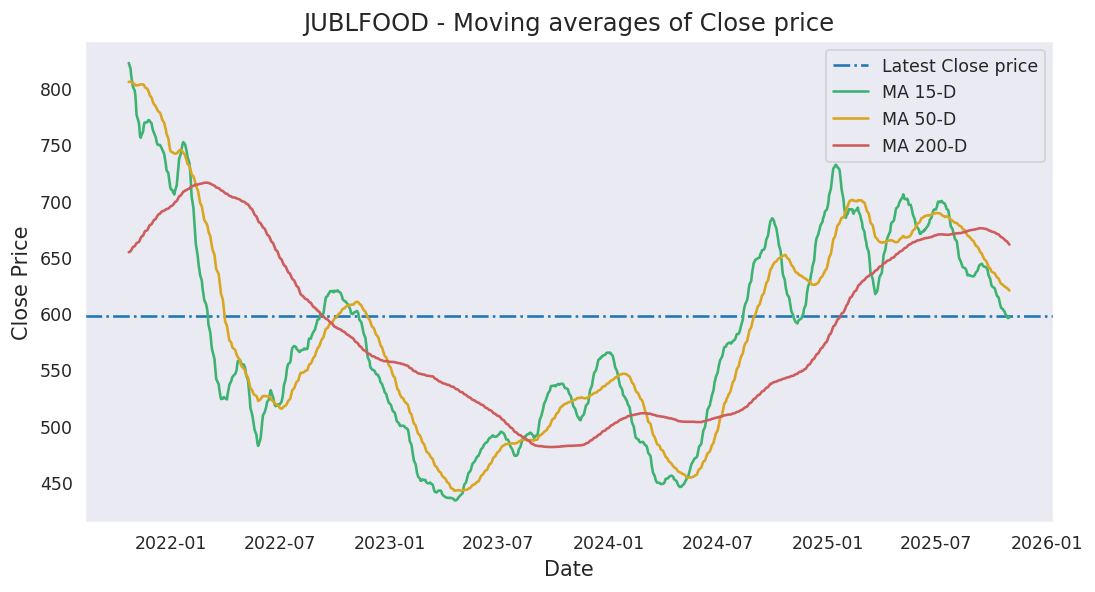 JUBLFOOD - Moving averages of Close price
Latest Close price
MA 15-D
MA 50-D
MA 200-D
Close Price
800
750
700
650
600
550
500
450
2022-01 2022-07 2023-01 2023-07 2024-01 2024-07 2025-01 2025-07 2026-01
Date